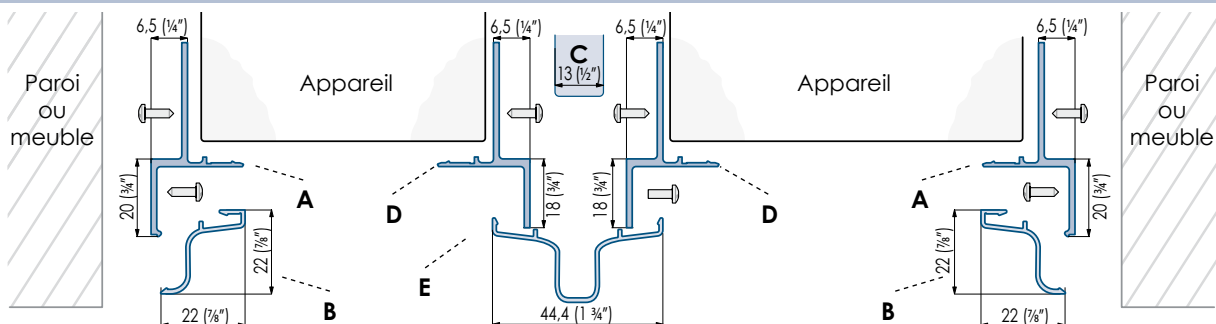 6,5 (¼")
6,5 (¼")
6,5 (¼")
6,5 (¼")
C
13 (½")
Paroi
ou
meuble
Appareil
Appareil
Paroi
ou
meuble
20 (¾")
A
D
18 (¾")
18 (¾")
D
A
20 (¾")
22 (⅞")
E
22 (⅞")
B
B
22 (⅞")
44,4 (1 ¾")
22 (⅞")